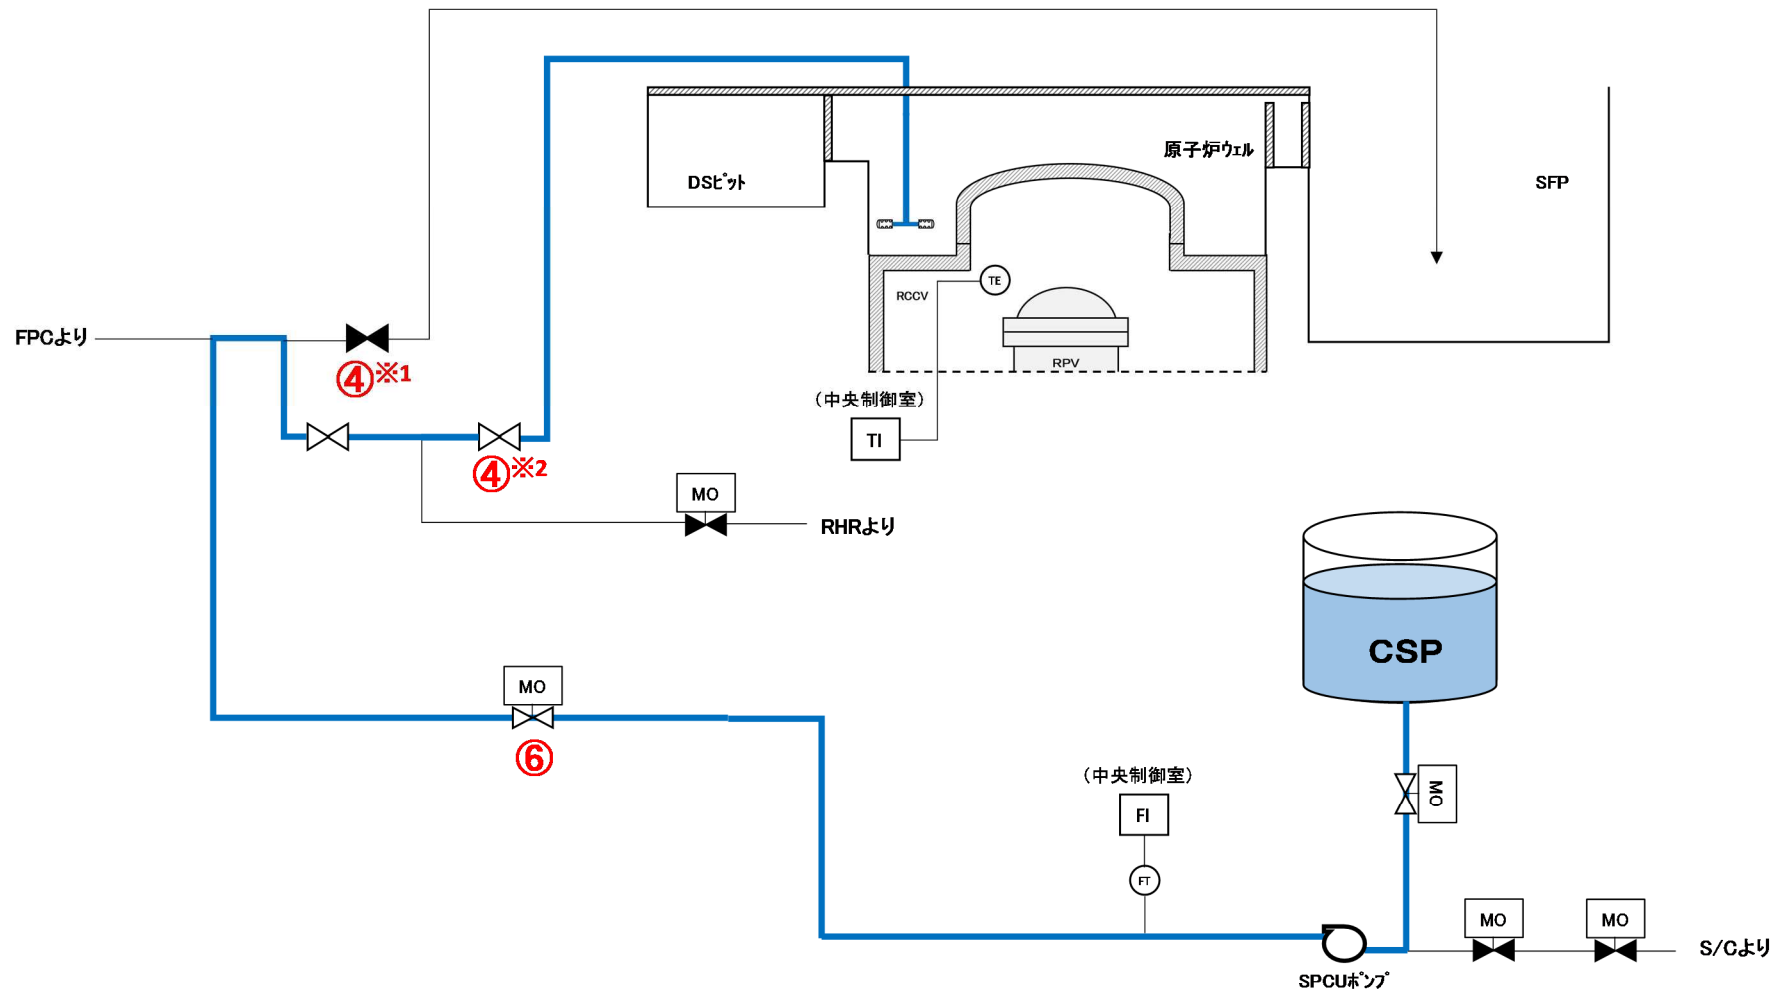 原子炉ウェル
DSピット
SFP
TE
RCCV
FPCより
④※1
RPV
(中央制御室)
TI
④※2
MO
RHRより
CSP
MO
⑥
(中央制御室)
FI
MO
FT
MO
MO
S/Cより
SPCUポンプ